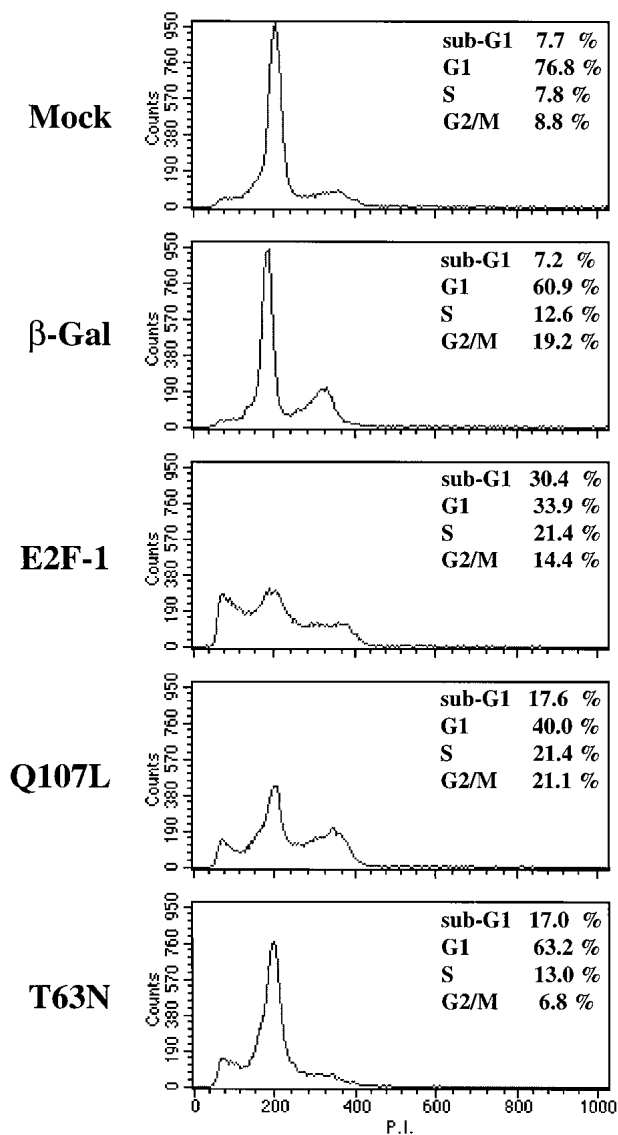 Mock
Counts
950
760
570
380
190
0
sub-G1 7.7 %
G1 76.8 %
S 7.8 %
G2/M 8.8 %
β-Gal
Counts
950
760
570
380
190
0
sub-G1 7.2 %
G1 60.9 %
S 12.6 %
G2/M 19.2 %
E2F-1
Counts
950
760
570
380
190
0
sub-G1 30.4 %
G1 33.9 %
S 21.4 %
G2/M 14.4 %
Q107L
Counts
950
760
570
380
190
0
sub-G1 17.6 %
G1 40.0 %
S 21.4 %
G2/M 21.1 %
T63N
Counts
950
760
570
380
190
0
sub-G1 17.0 %
G1 63.2 %
S 13.0 %
G2/M 6.8 %
0 200 400 600 800 1000
P.I.